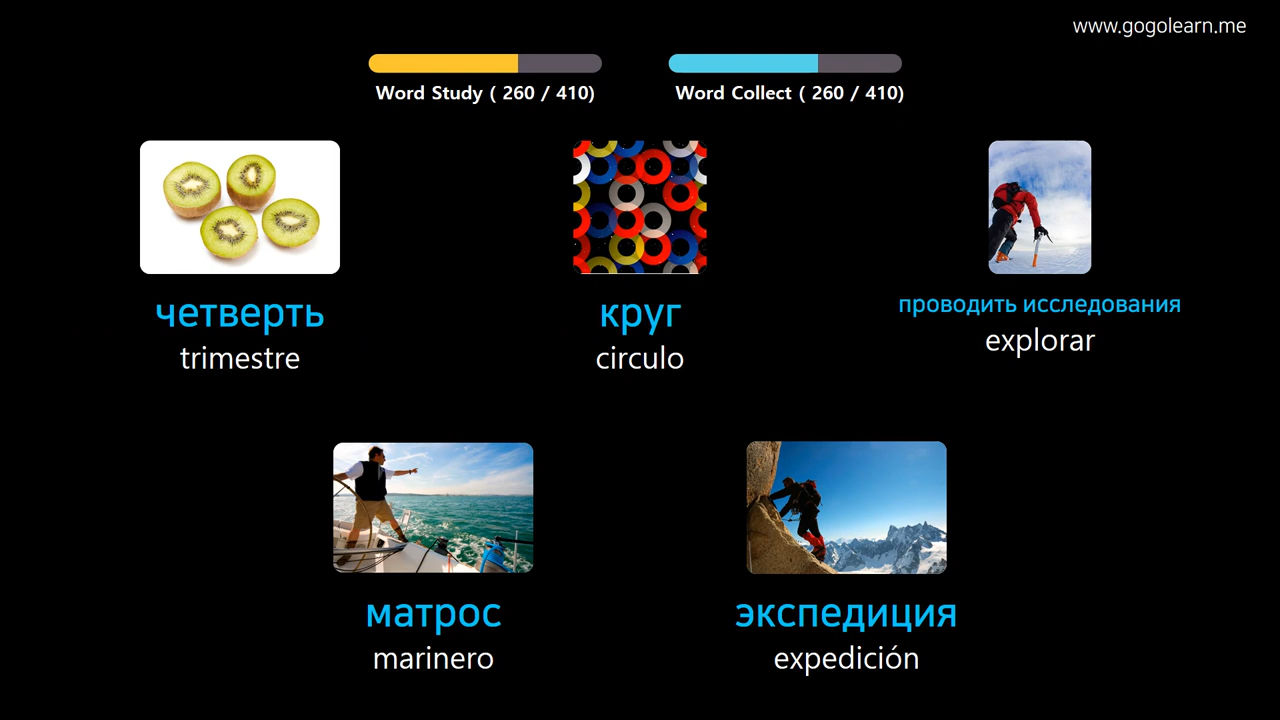 www.gogolearn.me
Word Study ( 260 / 410)
Word Collect ( 260 / 410)
четверть
trimestre
круг
circulo
проводить исследования
explorar
матрос
marinero
экспедиция
expedición